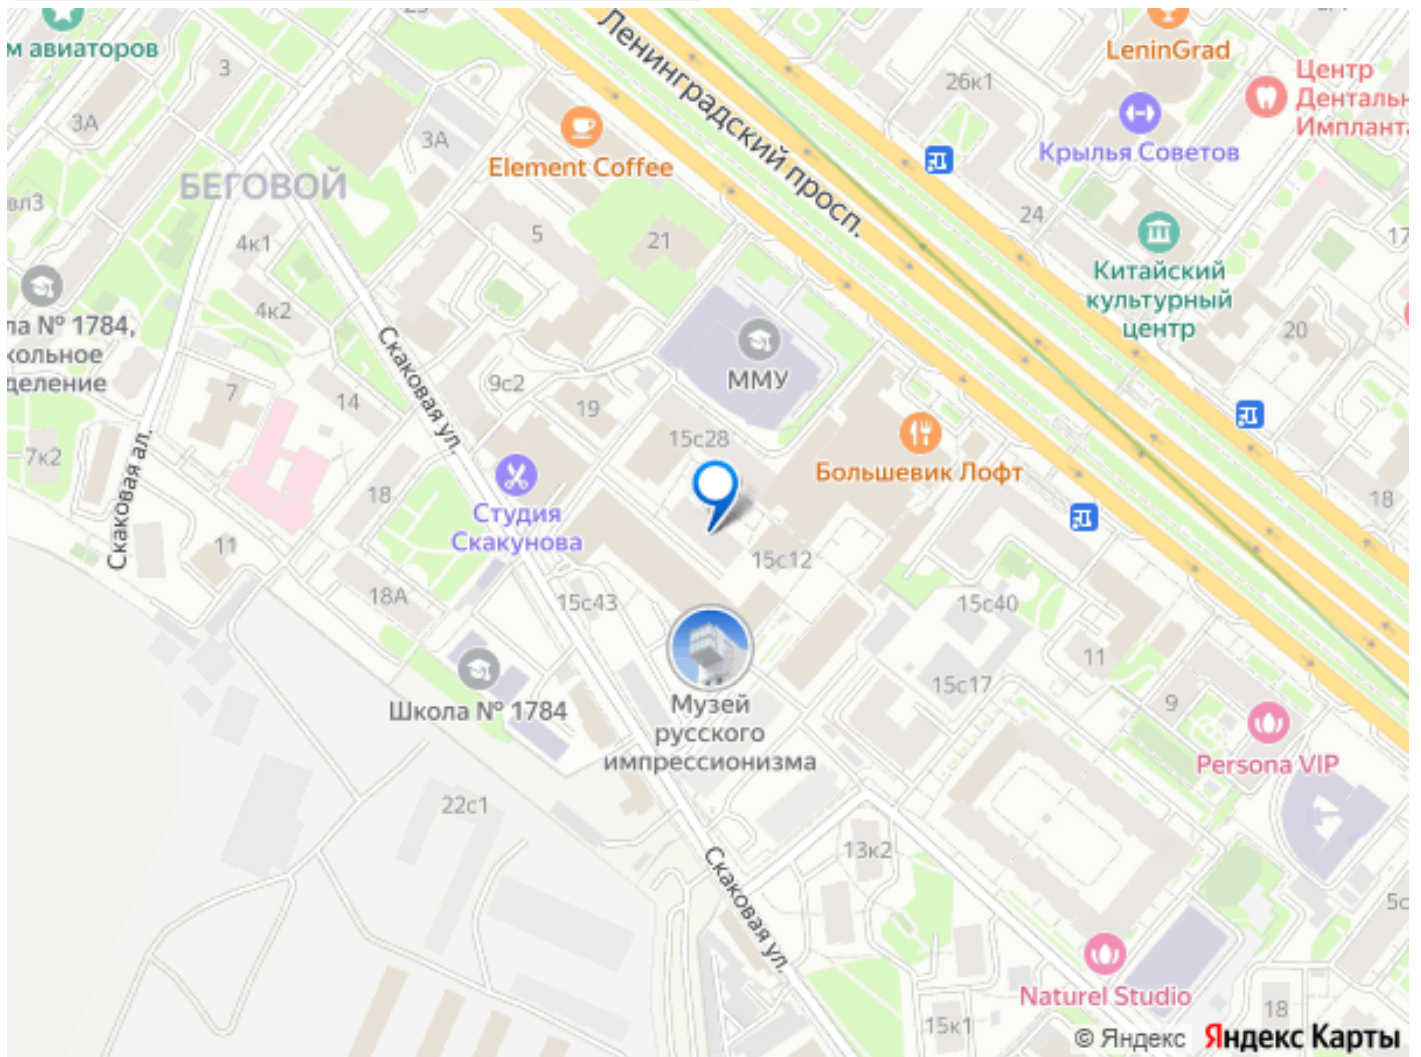 м авиаторов
3
3А
3А
БЕГОВОЙ
вл3
Element Coffee
Ленинградский просп.
LeninGrad
26к1
Центр
Дентальн
Импланта
Крылья Советов
24
17
Китайский
культурный
центр
20
5
21
4к1
4к2
ла № 1784,
кольное
деление
Скаковая ул.
9с2
19
ММУ
7
14
7к2
Скаковая ал.
18
11
15с28
Большевик Лофт
18
Студия
Скакунова
18А
15с43
15с12
15с40
15с17
11
9
Школа № 1784
Музей
русского
импрессионизма
Persona VIP
22с1
13к2
Скаковая ул.
5с
Naturel Studio
15к1
18
© Яндекс Яндекс Карты